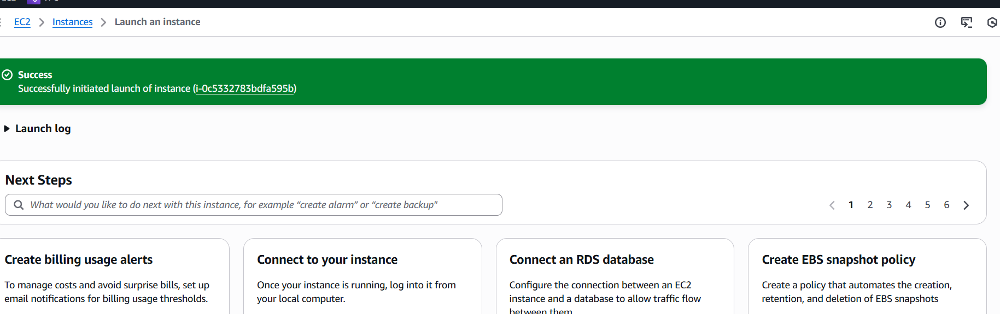 EC2 Instances Launch an instance
Success
Successfully initiated launch of instance (i-0c5332783bdfa595b)
Launch log
Next Steps
What would you like to do next with this instance, for example “create alarm” or “create backup"
1 2 3 4 5 6
Create billing usage alerts
To manage costs and avoid surprise bills, set up
email notifications for billing usage thresholds.
Connect to your instance
Once your instance is running, log into it from
your local computer.
Connect an RDS database
Configure the connection between an EC2
instance and a database to allow traffic flow
between them
Create EBS snapshot policy
Create a policy that automates the creation,
retention, and deletion of EBS snapshots